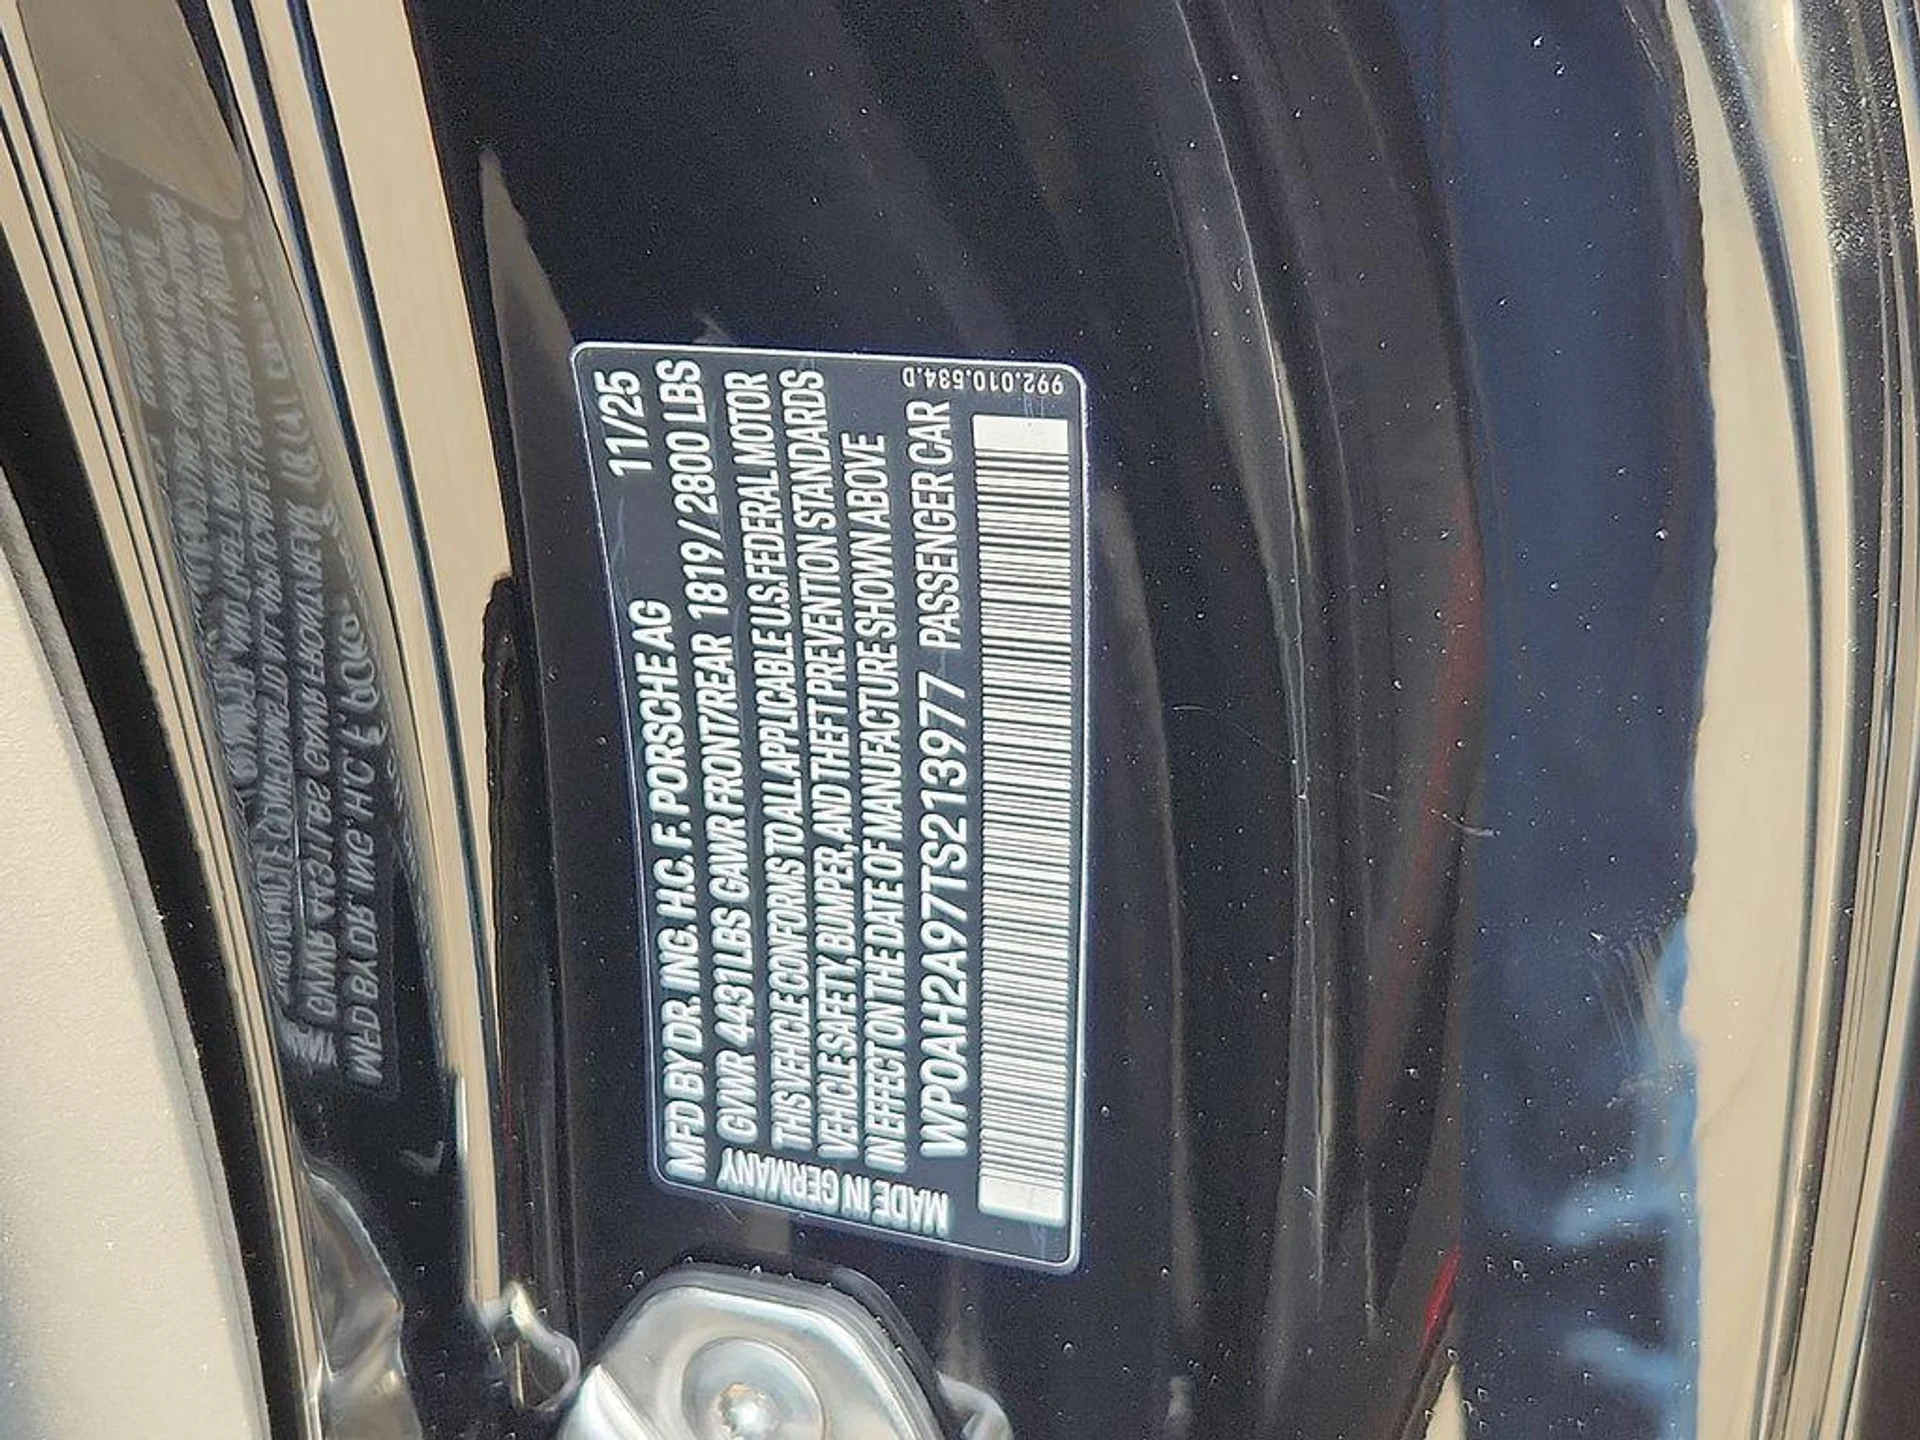 MFD BY DR. ING. H.C. F. PORSCHE AG 11/25
GVWR 4431 LBS GAWR FRONT/REAR 1819 / 2800 LBS
THIS VEHICLE CONFORMS TO ALL APPLICABLE U.S. FEDERAL MOTOR
VEHICLE SAFETY, BUMPER, AND THEFT PREVENTION STANDARDS
IN EFFECT ON THE DATE OF MANUFACTURE SHOWN ABOVE
WP0AH2A97TS213977 PASSENGER CAR
MADE IN GERMANY
992.010.534.D